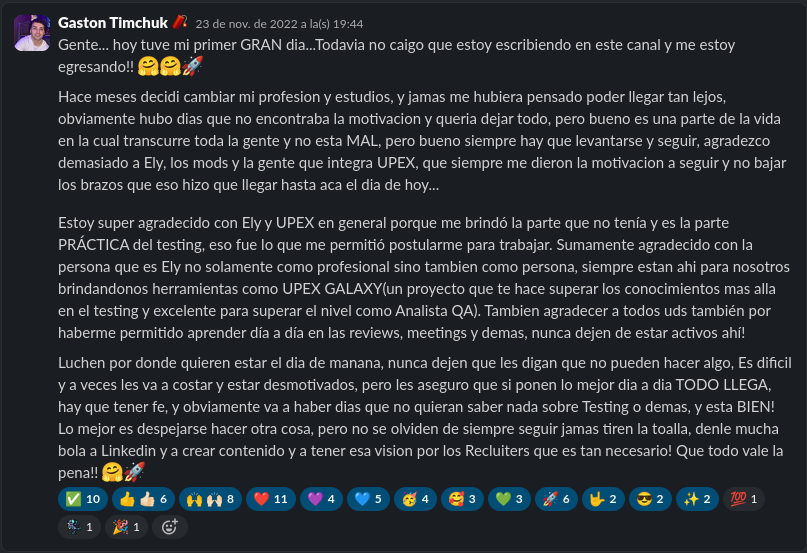 Gaston Timchuk 23 de nov. de 2022 a la(s) 19:44
Gente... hoy tuve mi primer GRAN dia...Todavia no caigo que estoy escribiendo en este canal y me estoy
egresando!! 🤗🤗🚀
Hace meses decidi cambiar mi profesion y estudios, y jamas me hubiera pensado poder llegar tan lejos,
obviamente hubo dias que no encontraba la motivacion y queria dejar todo, pero bueno es una parte de la vida
en la cual transcurre toda la gente y no esta MAL, pero bueno siempre hay que levantarse y seguir, agradezco
demasiado a Ely, los mods y la gente que integra UPEX, que siempre me dieron la motivacion a seguir y no bajar
los brazos que eso hizo que llegar hasta aca el dia de hoy...
Estoy super agradecido con Ely y UPEX en general porque me brindó la parte que no tenía y es la parte
PRÁCTICA del testing, eso fue lo que me permitió postularme para trabajar. Sumamente agradecido con la
persona que es Ely no solamente como profesional sino tambien como persona, siempre estan ahi para nosotros
brindandonos herramientas como UPEX GALAXY(un proyecto que te hace superar los conocimientos mas alla
en el testing y excelente para superar el nivel como Analista QA). Tambien agradecer a todos uds también por
haberme permitido aprender día a día en las reviews, meetings y demas, nunca dejen de estar activos ahí!
Luchen por donde quieren estar el dia de manana, nunca dejen que les digan que no pueden hacer algo, Es dificil
y a veces les va a costar y estar desmotivados, pero les aseguro que si ponen lo mejor dia a dia TODO LLEGA,
hay que tener fe, y obviamente va a haber dias que no quieran saber nada sobre Testing o demas, y esta BIEN!
Lo mejor es despejarse hacer otra cosa, pero no se olviden de siempre seguir jamas tiren la toalla, denle mucha
bola a Linkedin y a crear contenido y a tener esa vision por los Recluiters que es tan necesario! Que todo vale la
pena!! 🤗🚀
✅ 10 👍👍🏻 6 🙌🙌🏻 8 ❤️ 11 💜 4 💙 5 🥳 4 🥰 3 💚 3 🚀 6 🤟 2 😎 2 ✨ 2 💯 1
1 🎉 1